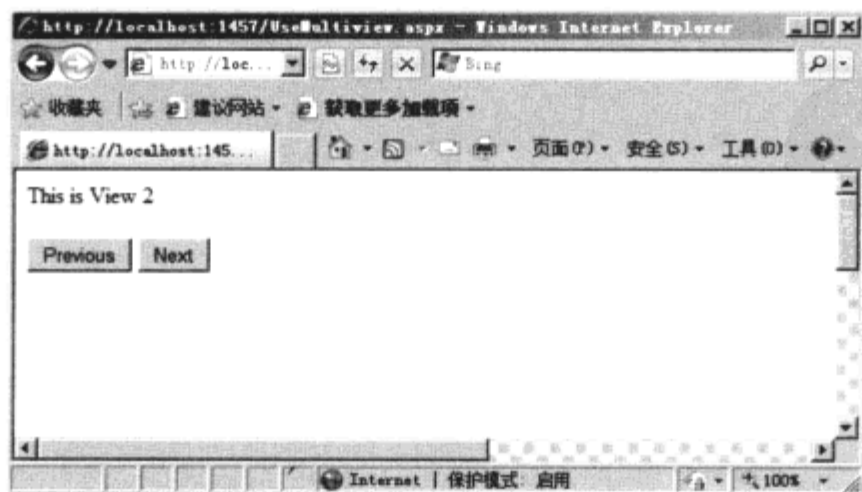 http://localhost:1457/UseMultiview.aspx - Windows Internet Explorer
http://loc... Bing
收藏夹 建议网站 获取更多加载项
http://localhost:145... 页面(P) 安全(S) 工具(O)
This is View 2
Previous Next
Internet | 保护模式: 启用 100%